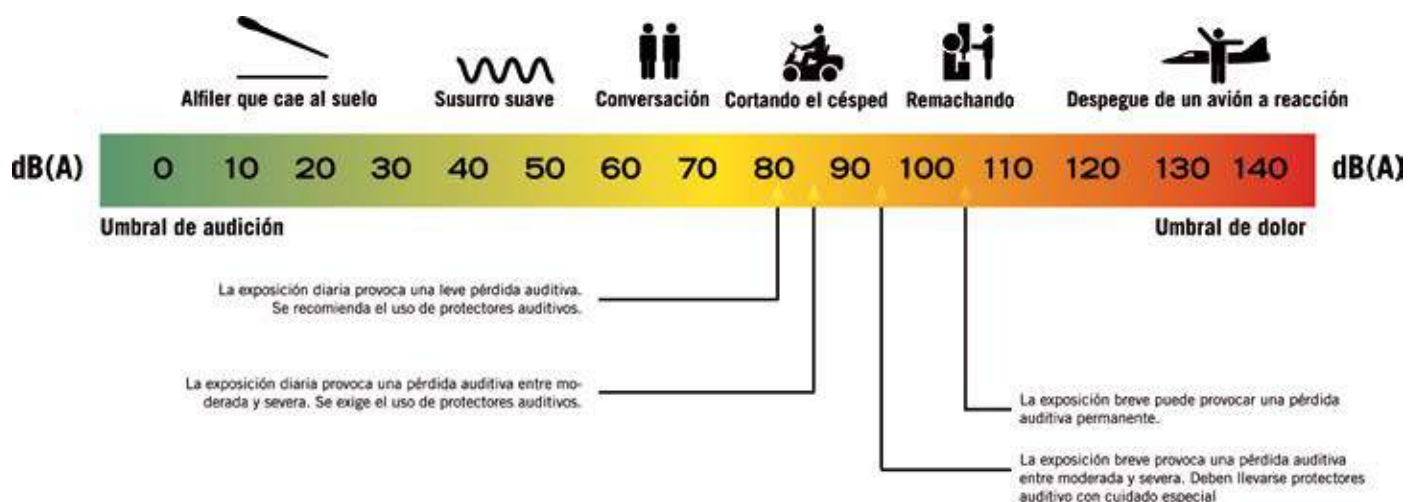 Alfiler que cae al suelo
Susurro suave
Conversación
Cortando el césped
Remachando
Despegue de un avión a reacción
dB(A) 0 10 20 30 40 50 60 70 80 90 100 110 120 130 140 dB(A)
Umbral de audición
Umbral de dolor
La exposición diaria provoca una leve pérdida auditiva.
Se recomienda el uso de protectores auditivos.
La exposición diaria provoca una pérdida auditiva entre mo-
derada y severa. Se exige el uso de protectores auditivos.
La exposición breve puede provocar una pérdida
auditiva permanente.
La exposición breve provoca una pérdida auditiva
entre moderada y severa. Deben llevarse protectores
auditivo con cuidado especial